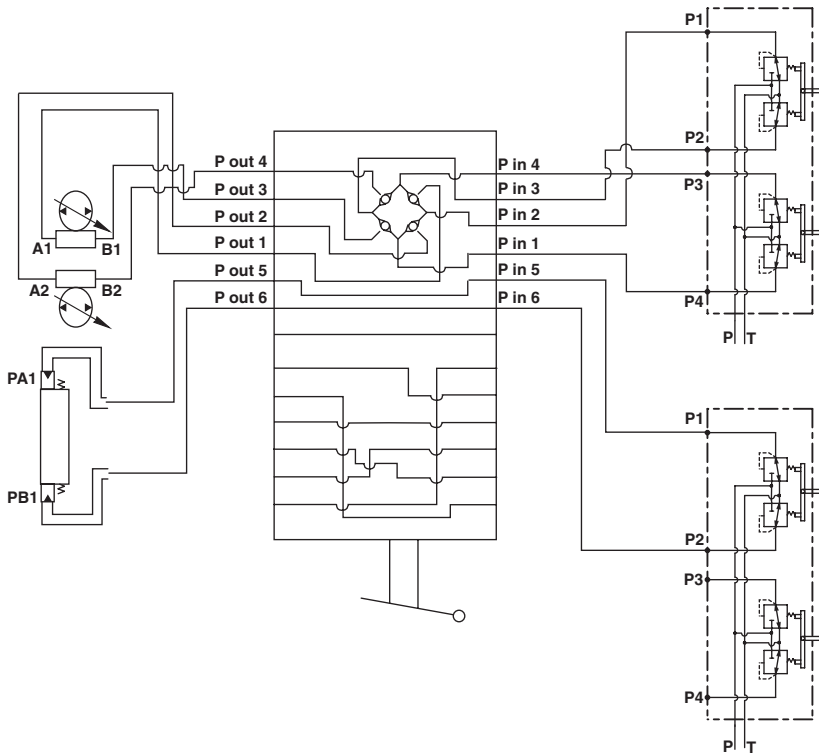 P1
P2
P3
P4
P T
P out 4
P out 3
P out 2
P out 1
P out 5
P out 6
P in 4
P in 3
P in 2
P in 1
P in 5
P in 6
A1 B1
A2 B2
PA1
PB1
P1
P2
P3
P4
P T